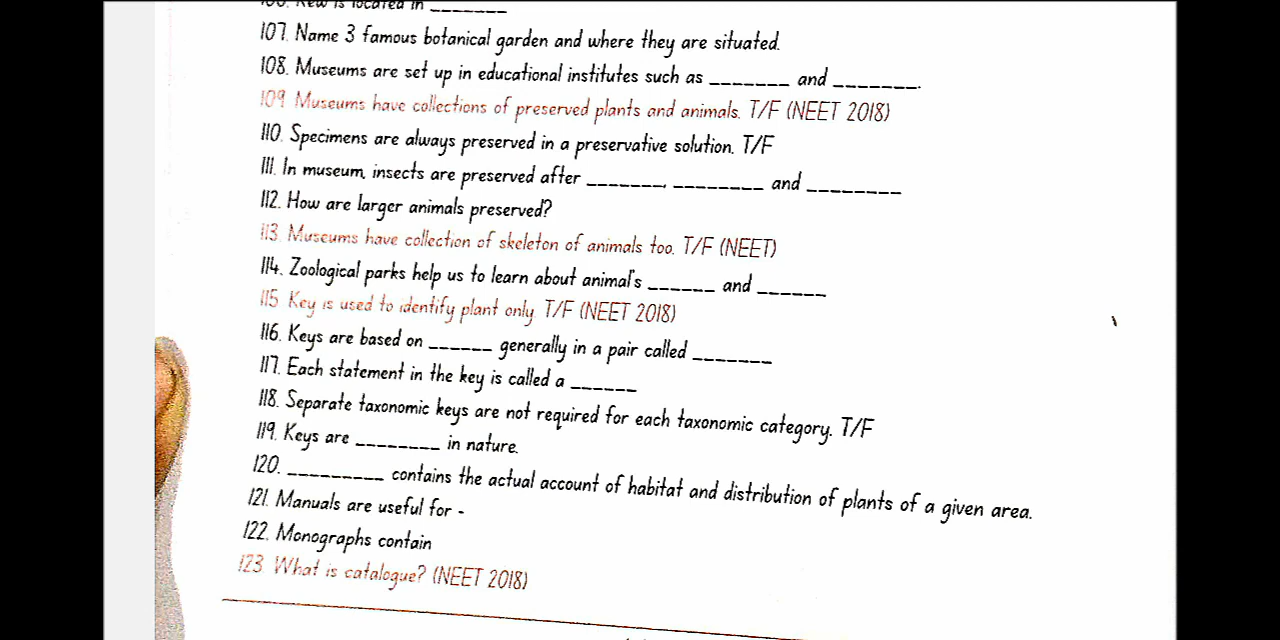 106. Kew is located in _______
107. Name 3 famous botanical garden and where they are situated.
108. Museums are set up in educational institutes such as _______ and _______.
109. Museums have collections of preserved plants and animals. T/F (NEET 2018)
110. Specimens are always preserved in a preservative solution. T/F
111. In museum, insects are preserved after _______, ________ and ________
112. How are larger animals preserved?
113. Museums have collection of skeleton of animals too. T/F (NEET)
114. Zoological parks help us to learn about animal's ______ and ______
115 Key is used to identify plant only. T/F (NEET 2018)
116. Keys are based on ______ generally in a pair called _______
117. Each statement in the key is called a ______
118. Separate taxonomic keys are not required for each taxonomic category. T/F
119. Keys are ________ in nature.
120. _________ contains the actual account of habitat and distribution of plants of a given area.
121. Manuals are useful for -
122. Monographs contain
123 What is catalogue? (NEET 2018)